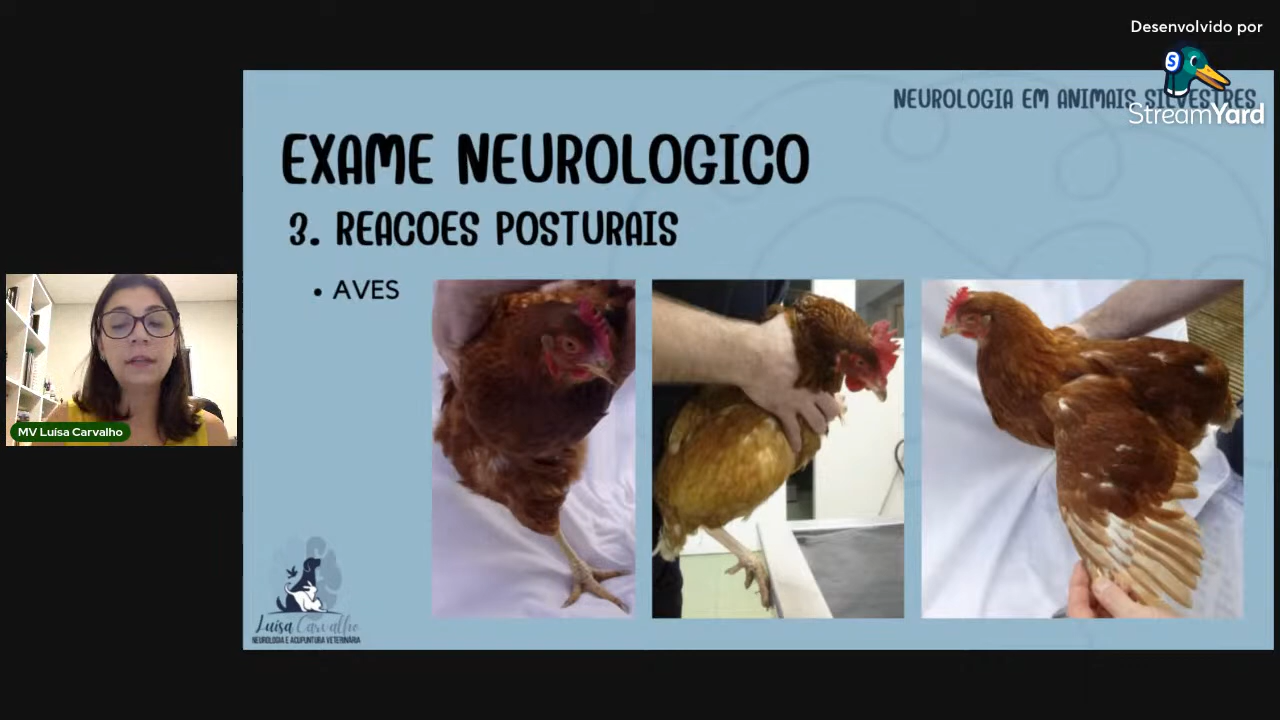 Desenvolvido por
StreamYard
NEUROLOGIA EM ANIMAIS SILVESTRES
EXAME NEUROLOGICO
3. REACOES POSTURAIS
• AVES
MV Luísa Carvalho
Luísa Carvalho
NEUROLOGIA E ACUPUNTURA VETERINÁRIA